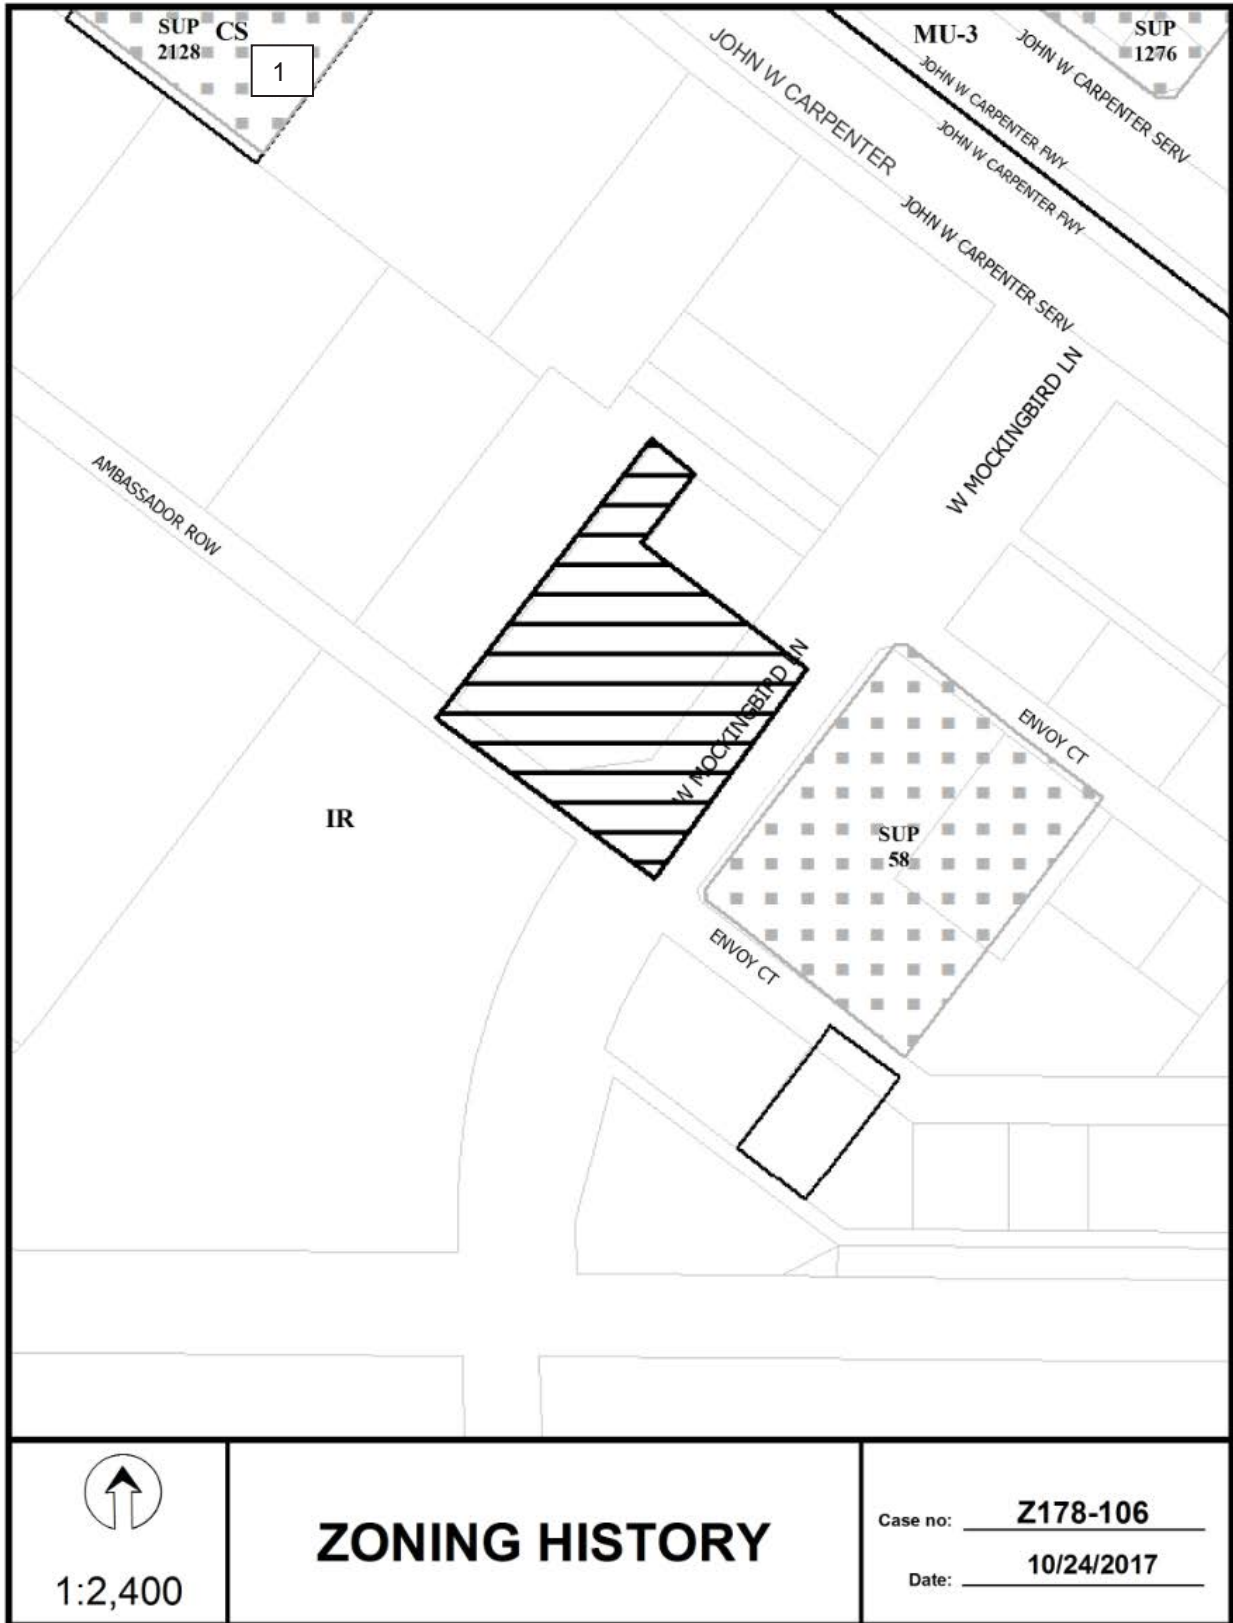 SUP
2128
CS
1
JOHN W CARPENTER
MU-3
JOHN W CARPENTER SERV
SUP
1276
JOHN W CARPENTER FWY
JOHN W CARPENTER FWY
JOHN W CARPENTER SERV
W MOCKINGBIRD LN
AMBASSADOR ROW
W MOCKINGBIRD LN
ENVOY CT
IR
SUP
58
ENVOY CT
1:2,400
ZONING HISTORY
Case no: Z178-106
Date: 10/24/2017